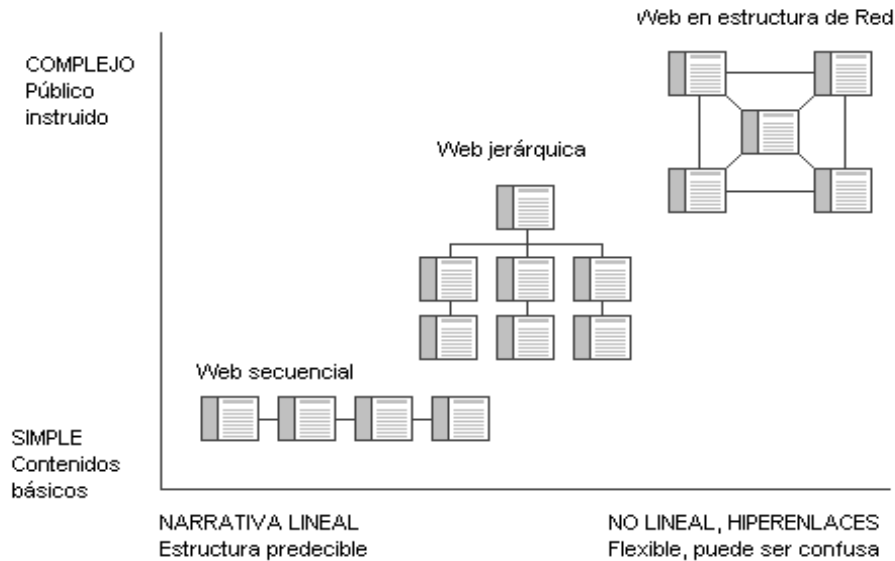 Web en estructura de Red
COMPLEJO
Público
instruido
Web jerárquica
Web secuencial
SIMPLE
Contenidos
básicos
NARRATIVA LINEAL
Estructura predecible
NO LINEAL, HIPERENLACES
Flexible, puede ser confusa